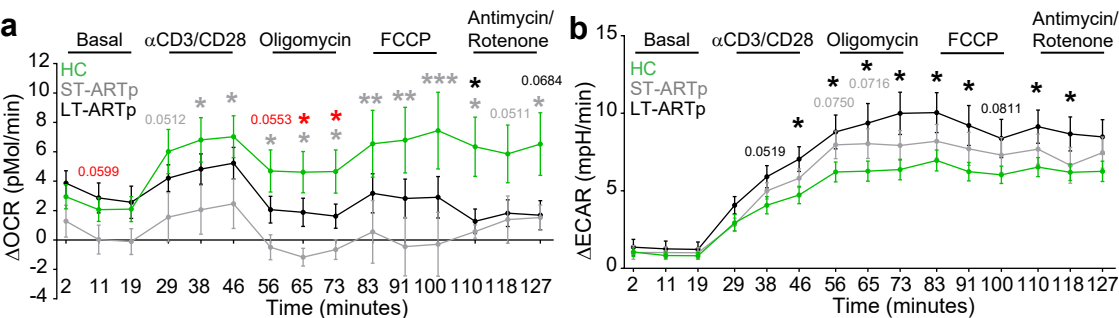 a
Basal
αCD3/CD28
Oligomycin
FCCP
Antimycin/
Rotenone
HC
ST-ARTp
LT-ARTp
ΔOCR (pMol/min)
12
10
8
6
4
2
0
-2
-4
0.0599
0.0512
* *
0.0553
* *
* * *
** ** ***
*
*
0.0511
0.0684
*
2 11 19 29 38 46 56 65 73 83 91 100 110 118 127
Time (minutes)
b
Basal
αCD3/CD28
Oligomycin
FCCP
Antimycin/
Rotenone
HC
ST-ARTp
LT-ARTp
ΔECAR (mpH/min)
15
10
5
0
0.0519
*
*
0.0750
*
0.0716
* * *
0.0811
* *
2 11 19 29 38 46 56 65 73 83 91 100 110 118 127
Time (minutes)